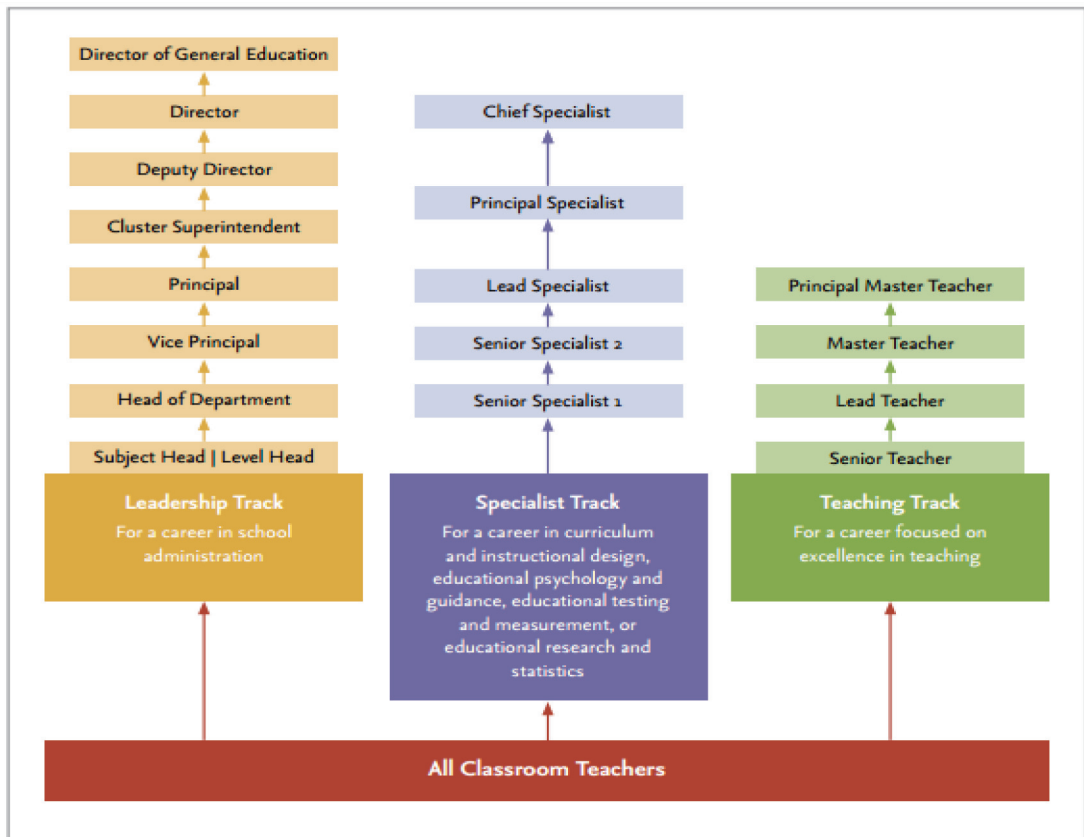 Director of General Education
Director
Deputy Director
Cluster Superintendent
Principal
Vice Principal
Head of Department
Subject Head | Level Head
Leadership Track
For a career in school
administration
Chief Specialist
Principal Specialist
Lead Specialist
Senior Specialist 2
Senior Specialist 1
Specialist Track
For a career in curriculum
and instructional design,
educational psychology and
guidance, educational testing
and measurement, or
educational research and
statistics
Principal Master Teacher
Master Teacher
Lead Teacher
Senior Teacher
Teaching Track
For a career focused on
excellence in teaching
All Classroom Teachers